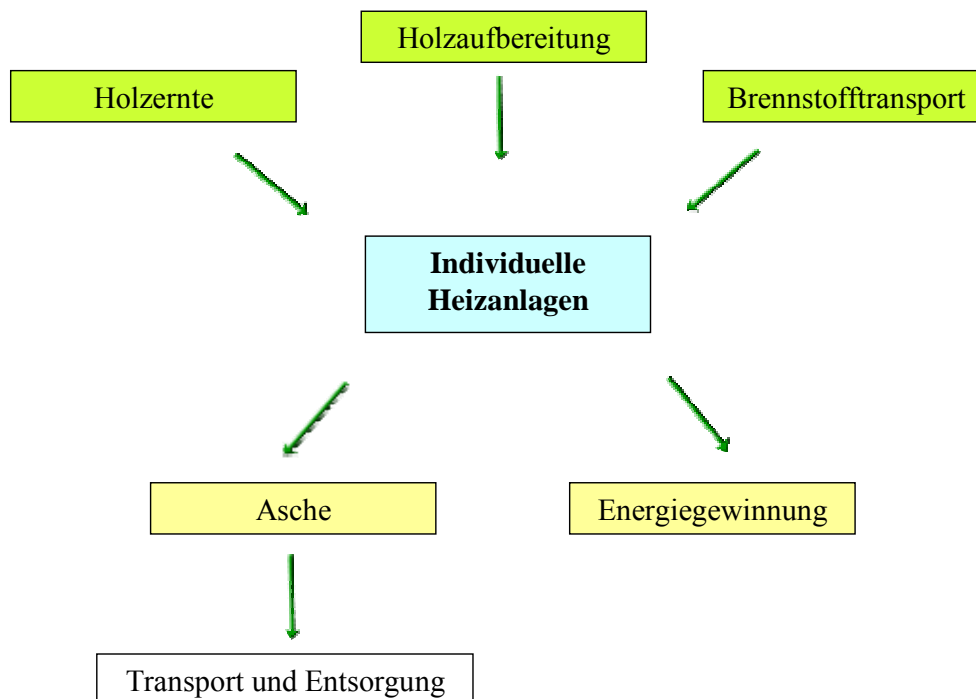 Holzaufbereitung
Holzernte
Brennstofftransport
Individuelle
Heizanlagen
Asche
Energiegewinnung
Transport und Entsorgung